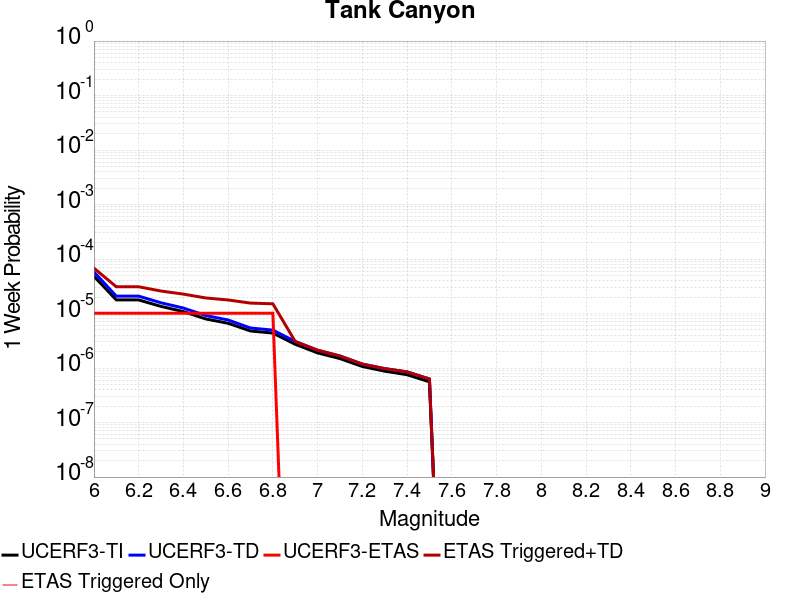 Tank Canyon
10 0
10 -1
10 -2
10 -3
10 -4
10 -5
10 -6
10 -7
10 -8
1 Week Probability
6 6.2 6.4 6.6 6.8 7 7.2 7.4 7.6 7.8 8 8.2 8.4 8.6 8.8 9
Magnitude
UCERF3-TI UCERF3-TD UCERF3-ETAS ETAS Triggered+TD
ETAS Triggered Only